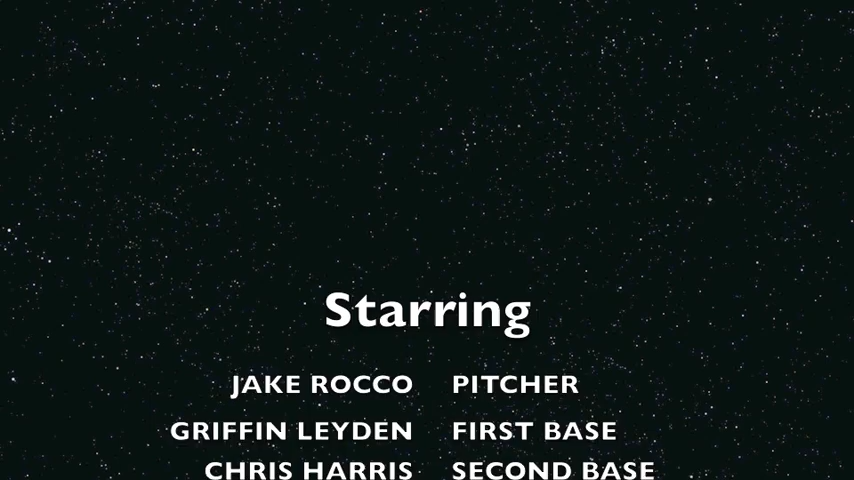 Starring
JAKE ROCCO PITCHER
GRIFFIN LEYDEN FIRST BASE
CHRIS HARRIS SECOND BASE